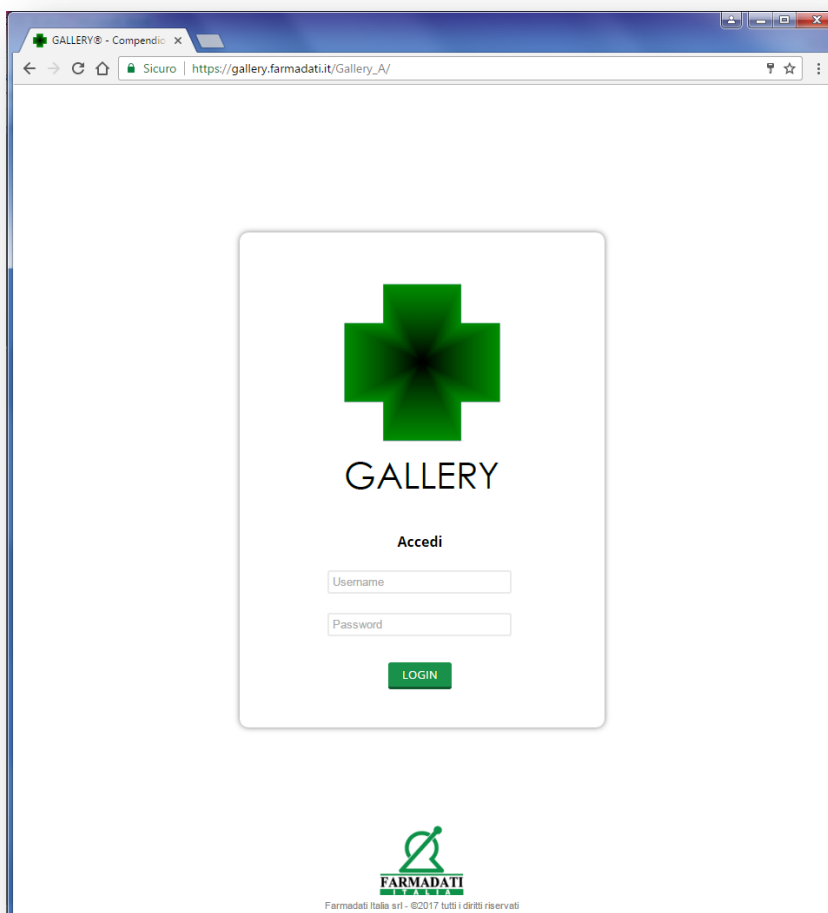 GALLERY® - Compendio
Sicuro | https://gallery.farmadati.it/Gallery_A/
GALLERY
Accedi
Username
Password
LOGIN
FARMADATI
ITALIA
Farmadati Italia srl - ©2017 tutti i diritti riservati